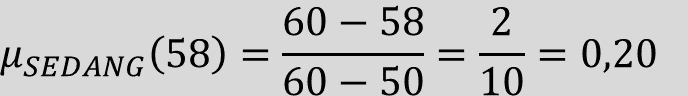 μ_SEDANG(58) = (60 − 58)/(60 − 50) = 2/10 = 0,20